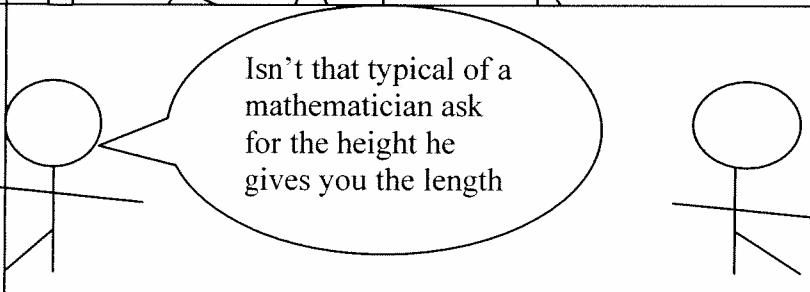 Isn't that typical of a
mathematician ask
for the height he
gives you the length